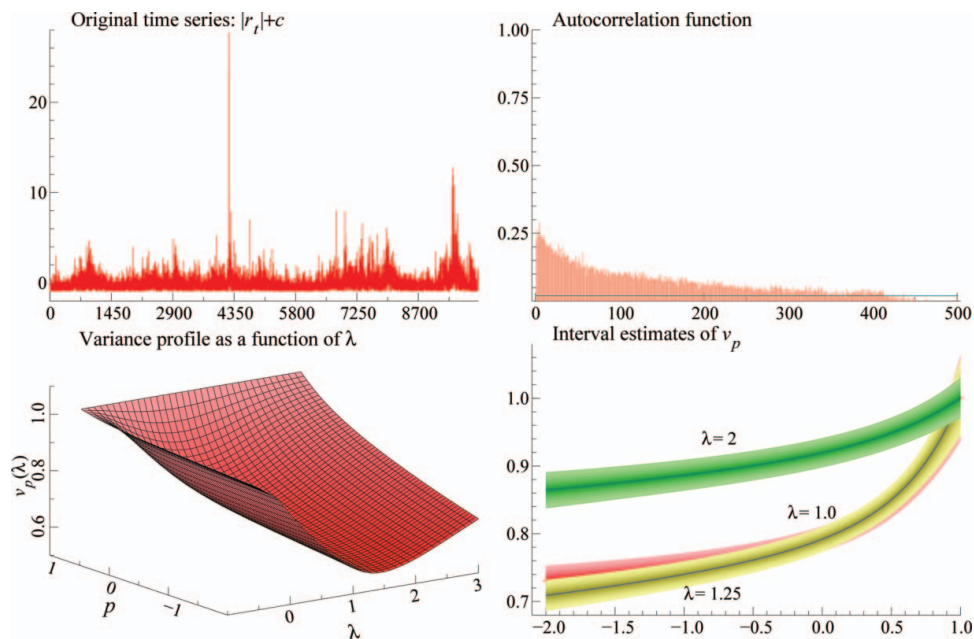 Original time series: |r_t|+c
20
10
0
0 1450 2900 4350 5800 7250 8700
Autocorrelation function
1.00
0.75
0.50
0.25
0 100 200 300 400 500
Variance profile as a function of λ
1.0
0.8
0.6
v_p(λ)
1 0 −1
p
0 1 2 3
λ
Interval estimates of v_p
1.0
0.9
0.8
0.7
λ= 2
λ= 1.0
λ= 1.25
−2.0 −1.5 −1.0 −0.5 0.0 0.5 1.0